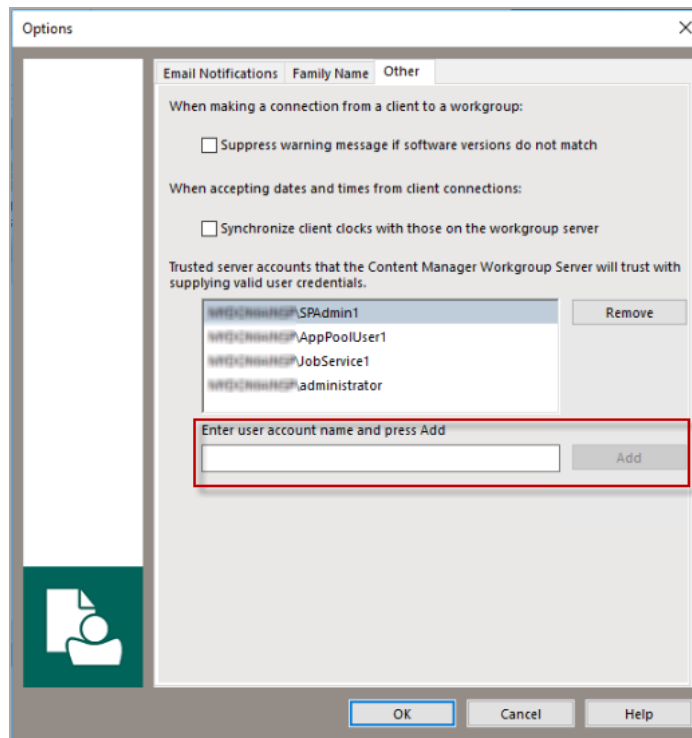 Options
Email Notifications Family Name Other
When making a connection from a client to a workgroup:
Suppress warning message if software versions do not match
When accepting dates and times from client connections:
Synchronize client clocks with those on the workgroup server
Trusted server accounts that the Content Manager Workgroup Server will trust with
supplying valid user credentials.
\SPAdmin1
Remove
\AppPoolUser1
\JobService1
\administrator
Enter user account name and press Add
Add
OK Cancel Help